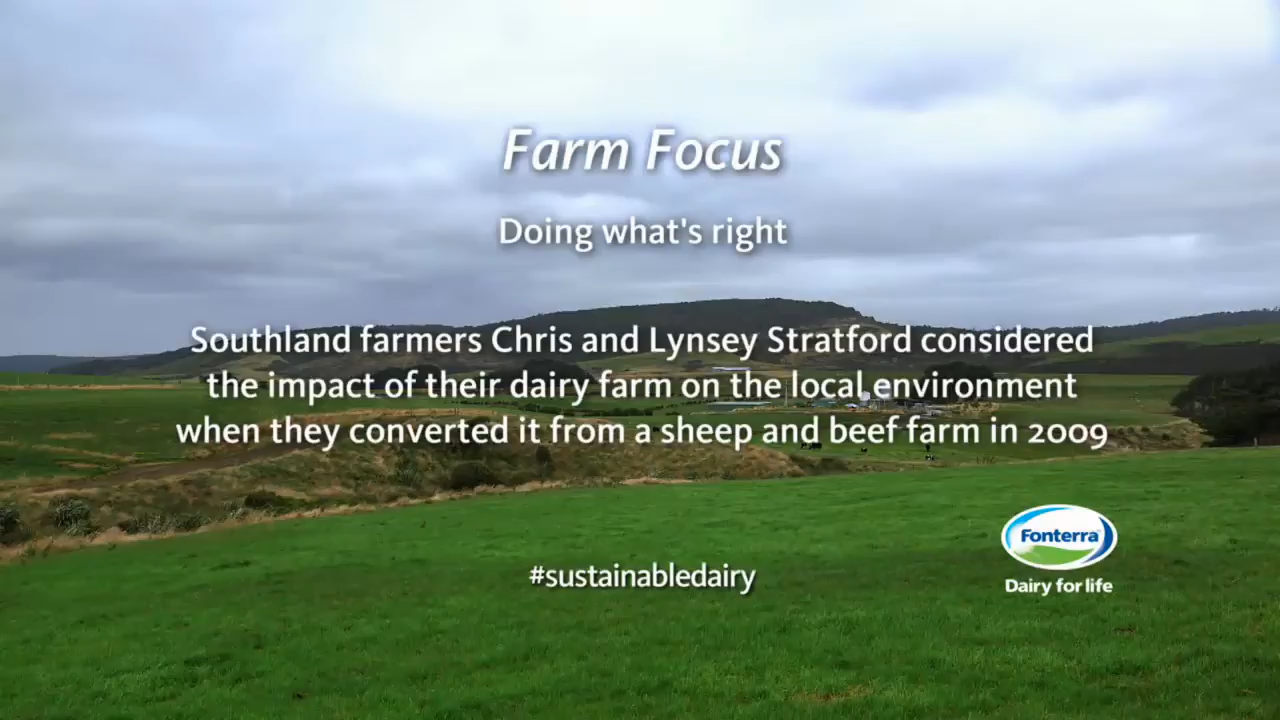 Farm Focus
Doing what's right
Southland farmers Chris and Lynsey Stratford considered
the impact of their dairy farm on the local environment
when they converted it from a sheep and beef farm in 2009
Fonterra
#sustainabledairy
Dairy for life